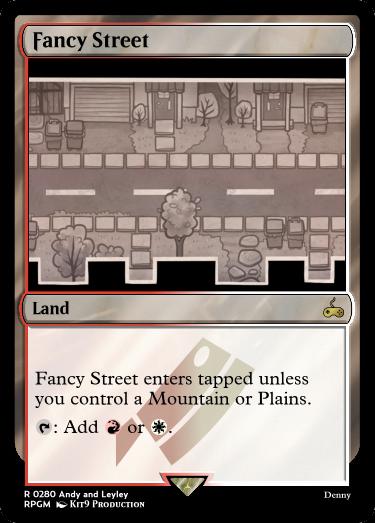 Fancy Street
Land
Fancy Street enters tapped unless
you control a Mountain or Plains.
: Add or .
R 0280 Andy and Leyley
RPGM Kit9 Production
Denny